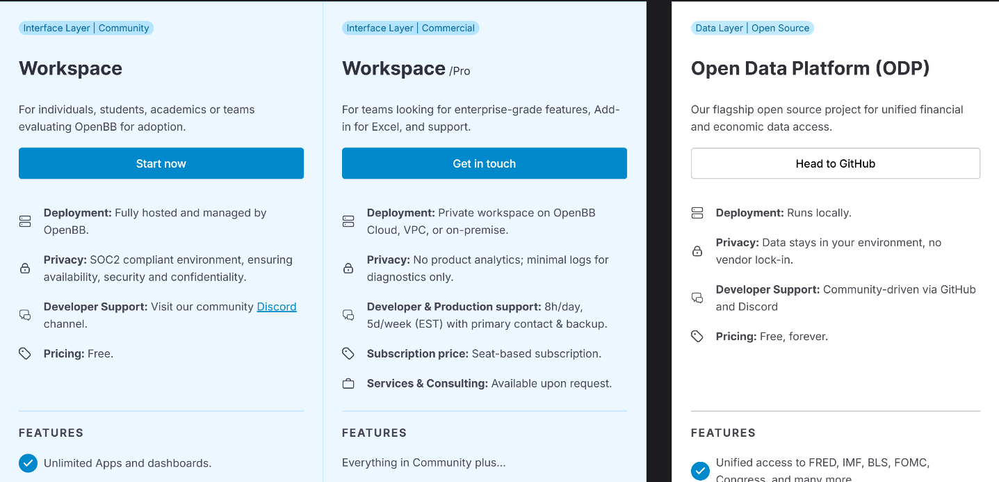 Interface Layer | Community
Workspace
For individuals, students, academics or teams
evaluating OpenBB for adoption.
Start now
Deployment: Fully hosted and managed by
OpenBB.
Privacy: SOC2 compliant environment, ensuring
availability, security and confidentiality.
Developer Support: Visit our community Discord
channel.
Pricing: Free.
FEATURES
Unlimited Apps and dashboards.
Interface Layer | Commercial
Workspace /Pro
For teams looking for enterprise-grade features, Add-
in for Excel, and support.
Get in touch
Deployment: Private workspace on OpenBB
Cloud, VPC, or on-premise.
Privacy: No product analytics; minimal logs for
diagnostics only.
Developer & Production support: 8h/day,
5d/week (EST) with primary contact & backup.
Subscription price: Seat-based subscription.
Services & Consulting: Available upon request.
FEATURES
Everything in Community plus...
Data Layer | Open Source
Open Data Platform (ODP)
Our flagship open source project for unified financial
and economic data access.
Head to GitHub
Deployment: Runs locally.
Privacy: Data stays in your environment, no
vendor lock-in.
Developer Support: Community-driven via GitHub
and Discord
Pricing: Free, forever.
FEATURES
Unified access to FRED, IMF, BLS, FOMC,
Congress, and many more